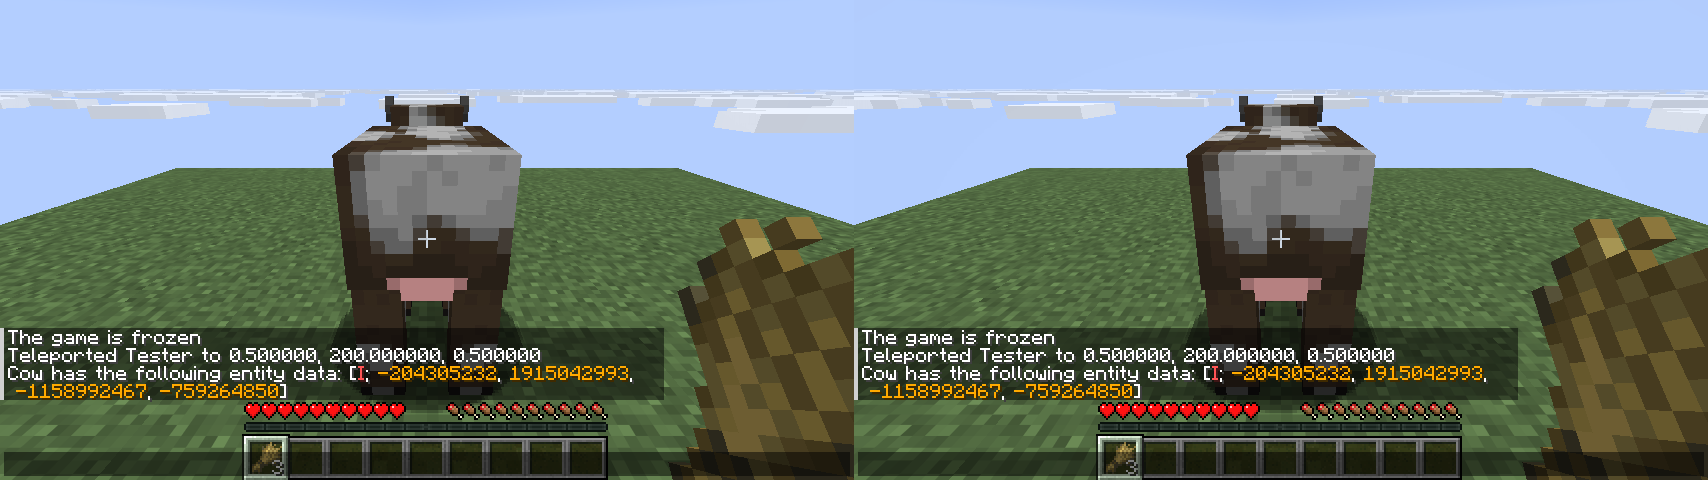 The game is frozen
Teleported Tester to 0.500000, 200.000000, 0.500000
Cow has the following entity data: [I; -204305232, 1915042993,
-1158992467, -759264850]
3
The game is frozen
Teleported Tester to 0.500000, 200.000000, 0.500000
Cow has the following entity data: [I; -204305232, 1915042993,
-1158992467, -759264850]
3